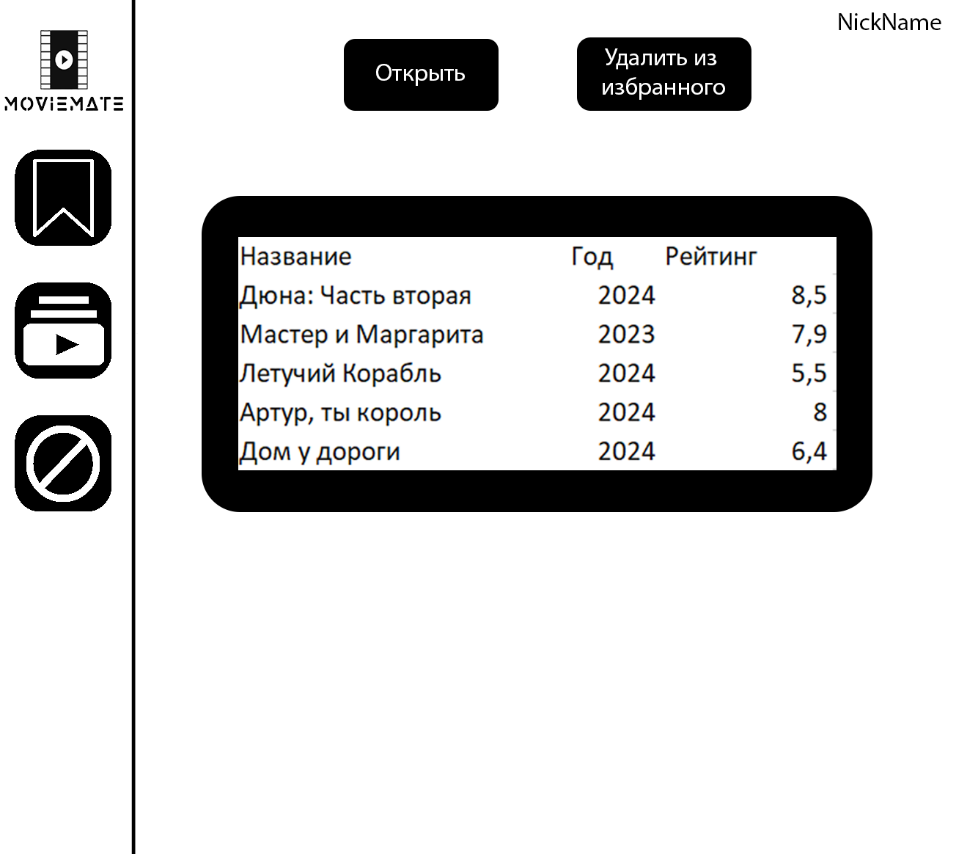 NickName
MOVIEMATE
Открыть
Удалить из
избранного
Название Год Рейтинг
Дюна: Часть вторая 2024 8,5
Мастер и Маргарита 2023 7,9
Летучий Корабль 2024 5,5
Артур, ты король 2024 8
Дом у дороги 2024 6,4